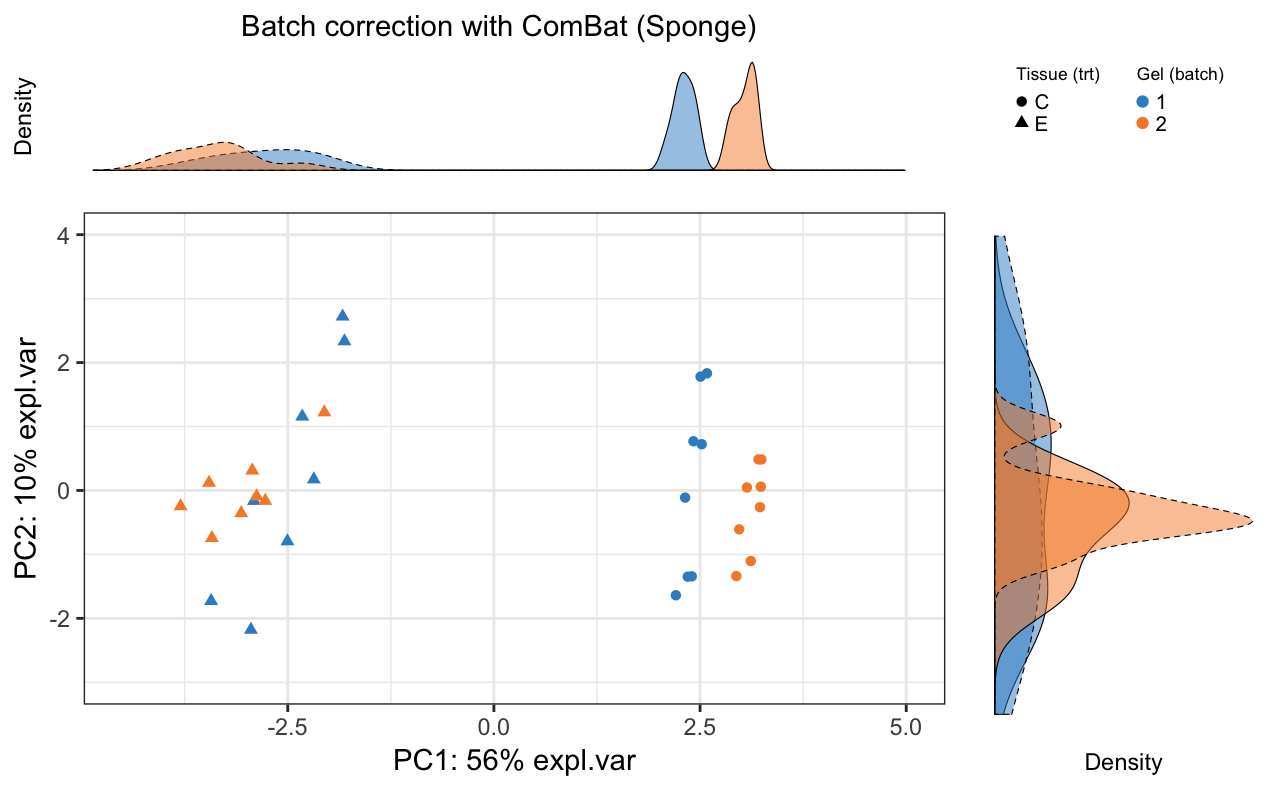 Batch correction with ComBat (Sponge)
Density
Tissue (trt)
C
E
Gel (batch)
1
2
4
2
0
-2
PC2: 10% expl.var
-2.5 0.0 2.5 5.0
PC1: 56% expl.var
Density